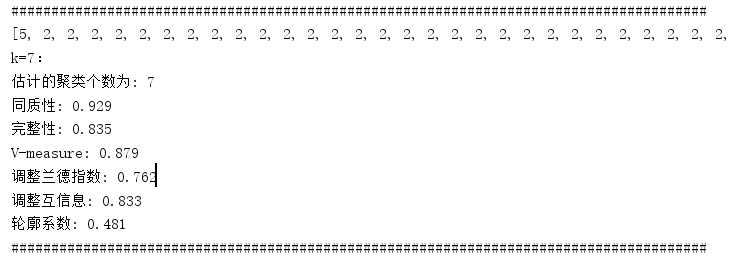 #######################################################################################
[5, 2, 2, 2, 2, 2, 2, 2, 2, 2, 2, 2, 2, 2, 2, 2, 2, 2, 2, 2, 2, 2, 2, 2, 2, 2, 2, 2, 2, 2,
k=7:
估计的聚类个数为: 7
同质性: 0.929
完整性: 0.835
V-measure: 0.879
调整兰德指数: 0.762
调整互信息: 0.833
轮廓系数: 0.481
#######################################################################################